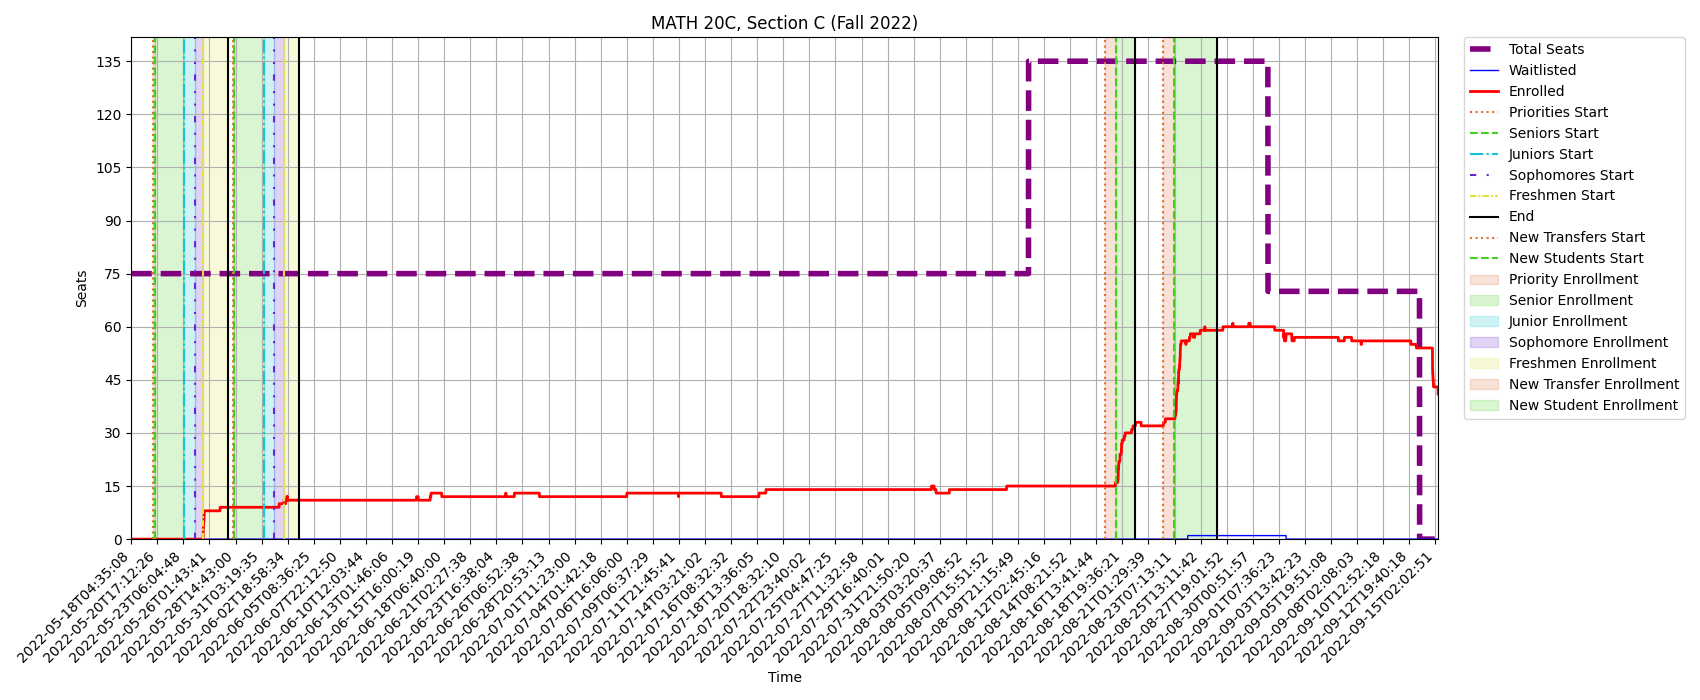 MATH 20C, Section C (Fall 2022)
Seats
135
120
105
90
75
60
45
30
15
0
2022-05-18T04:35:08
2022-05-20T17:12:26
2022-05-23T06:04:48
2022-05-26T01:43:41
2022-05-28T14:43:00
2022-05-31T03:19:35
2022-06-02T18:58:34
2022-06-05T08:36:25
2022-06-07T22:12:50
2022-06-10T12:03:44
2022-06-13T01:46:06
2022-06-15T16:00:19
2022-06-18T06:40:00
2022-06-21T02:27:38
2022-06-23T16:38:04
2022-06-26T06:52:38
2022-06-28T20:53:13
2022-07-01T11:23:00
2022-07-04T01:42:18
2022-07-06T16:06:00
2022-07-09T06:37:29
2022-07-11T21:45:41
2022-07-14T03:21:02
2022-07-16T08:32:32
2022-07-18T13:36:05
2022-07-20T18:32:10
2022-07-22T23:40:02
2022-07-25T04:47:25
2022-07-27T11:32:58
2022-07-29T16:40:01
2022-07-31T21:50:20
2022-08-03T03:20:37
2022-08-05T09:08:52
2022-08-07T15:51:52
2022-08-09T21:15:49
2022-08-12T02:45:16
2022-08-14T08:21:52
2022-08-16T13:41:44
2022-08-18T19:36:21
2022-08-21T01:29:39
2022-08-23T07:13:11
2022-08-25T13:11:42
2022-08-27T19:01:52
2022-08-30T00:51:57
2022-09-01T07:36:23
2022-09-03T13:42:23
2022-09-05T19:51:08
2022-09-08T02:08:03
2022-09-10T12:52:18
2022-09-12T19:40:18
2022-09-15T02:02:51
Time
Total Seats
Waitlisted
Enrolled
Priorities Start
Seniors Start
Juniors Start
Sophomores Start
Freshmen Start
End
New Transfers Start
New Students Start
Priority Enrollment
Senior Enrollment
Junior Enrollment
Sophomore Enrollment
Freshmen Enrollment
New Transfer Enrollment
New Student Enrollment